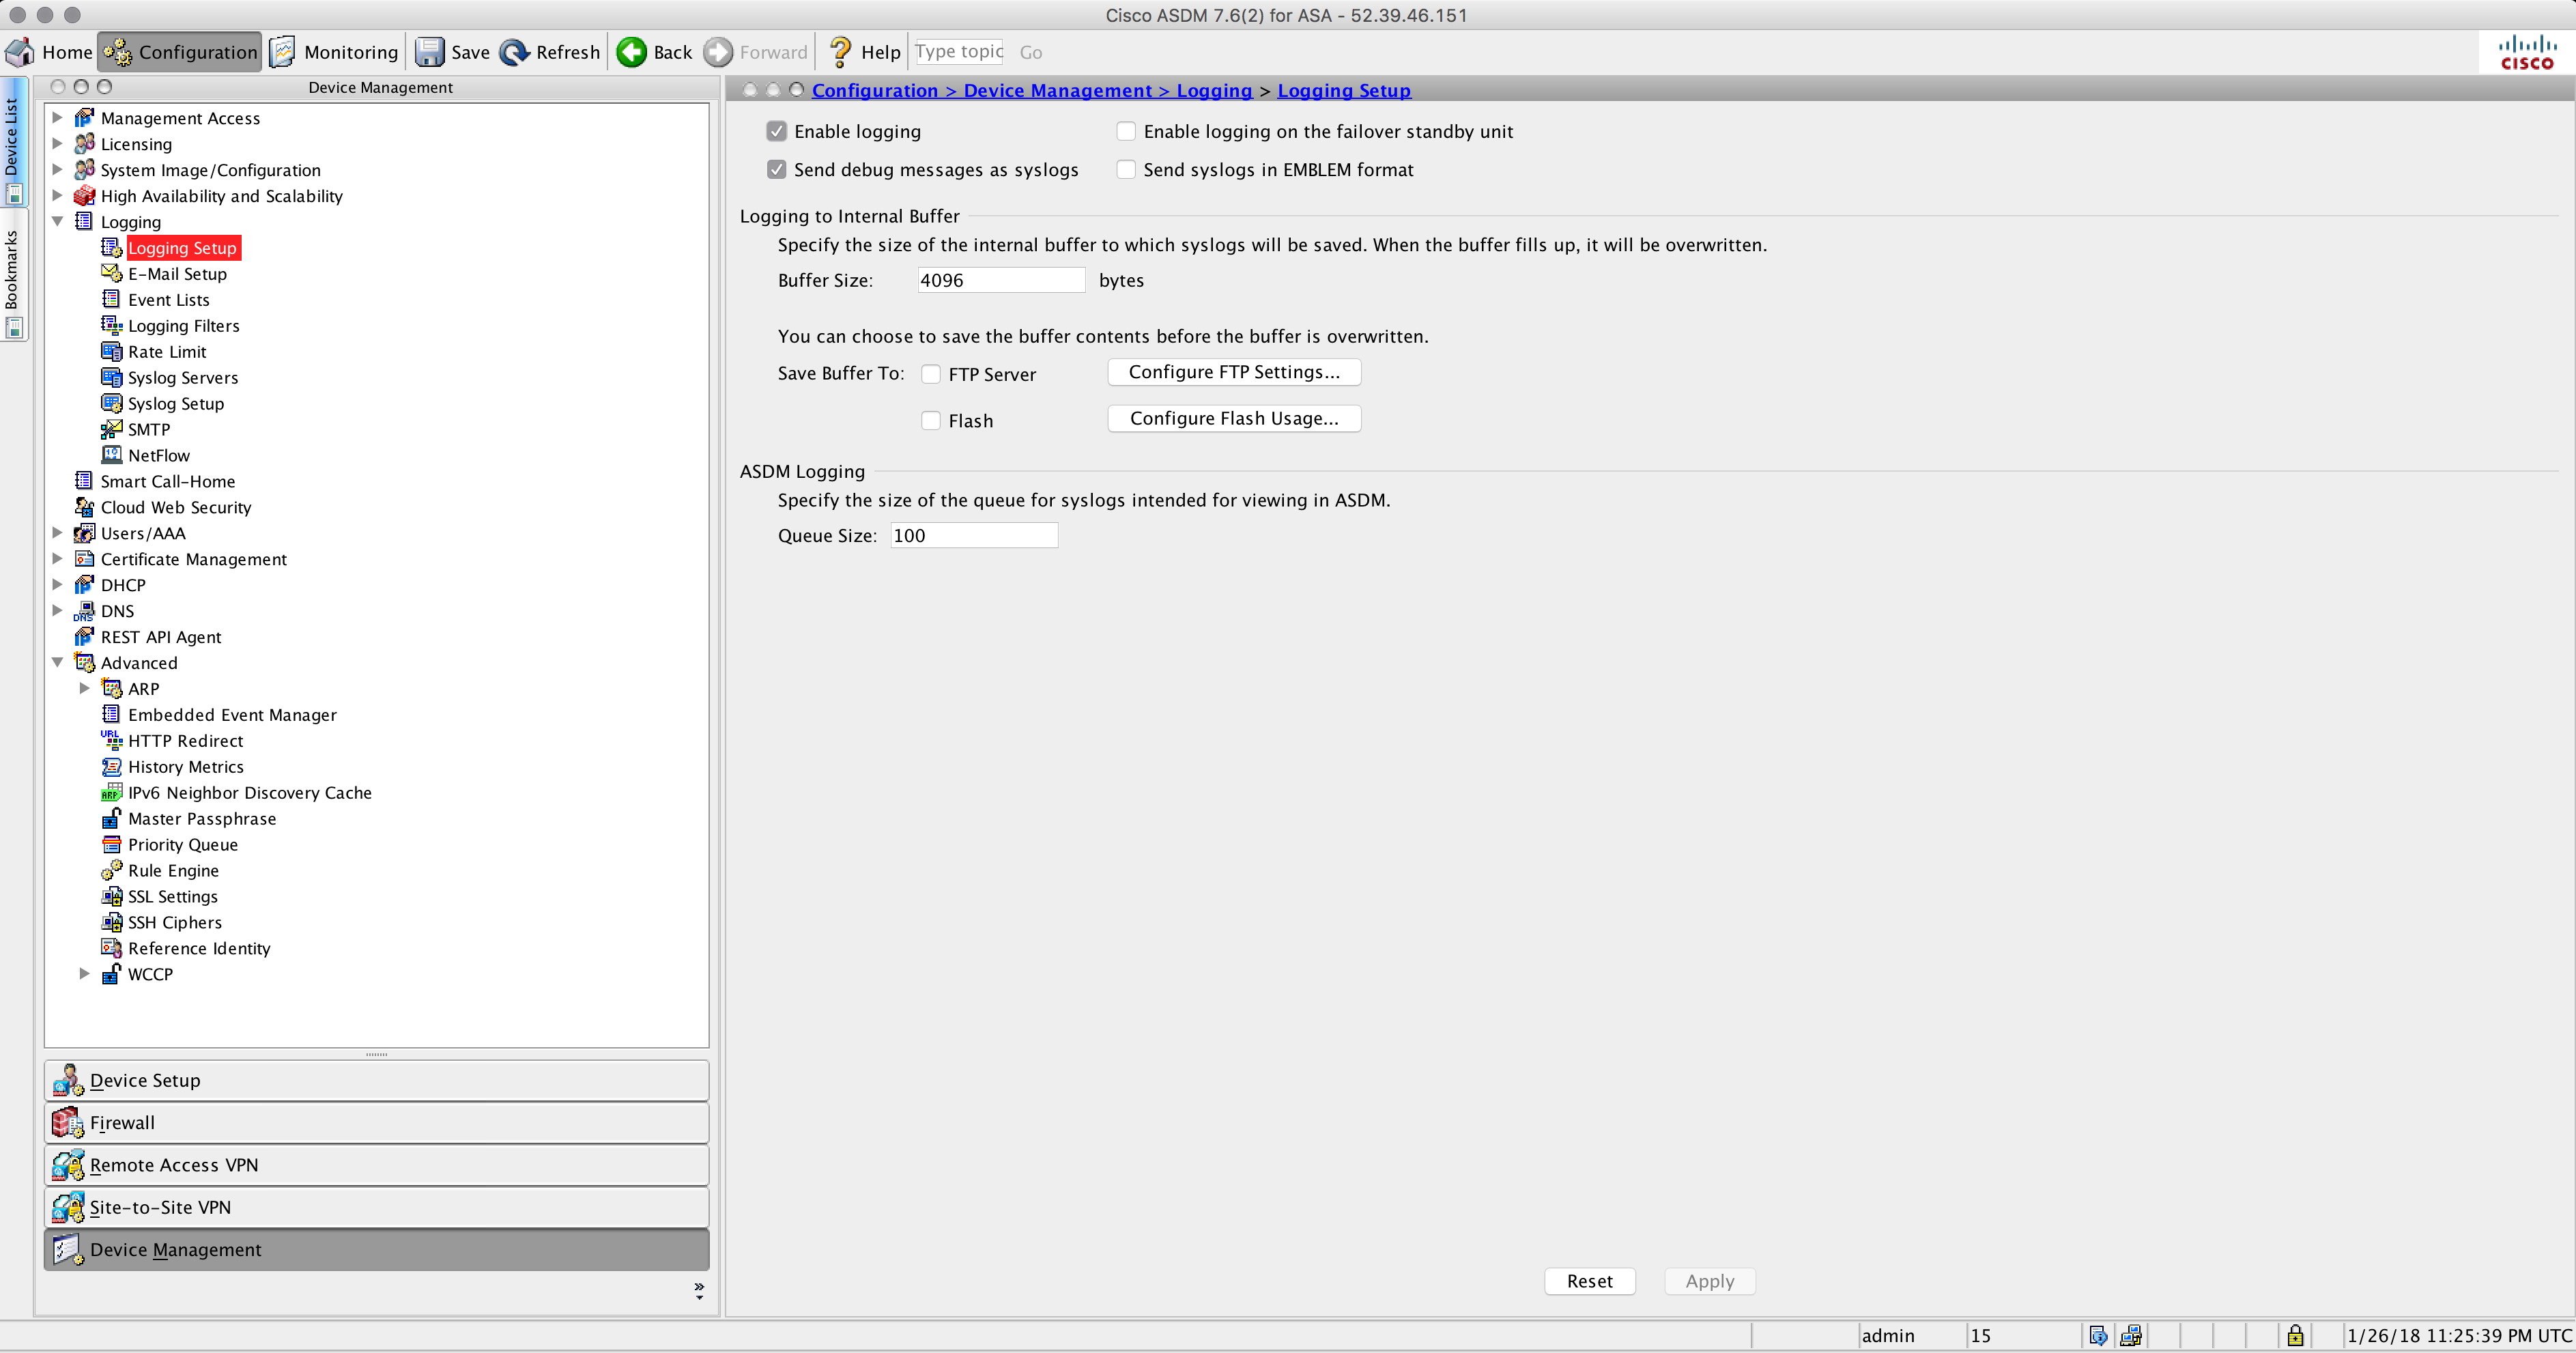 Cisco ASDM 7.6(2) for ASA - 52.39.46.151
Home Configuration Monitoring Save Refresh Back Forward Help Type topic Go
CISCO
Device List
Bookmarks
Device Management
Management Access
Licensing
System Image/Configuration
High Availability and Scalability
Logging
Logging Setup
E-Mail Setup
Event Lists
Logging Filters
Rate Limit
Syslog Servers
Syslog Setup
SMTP
NetFlow
Smart Call-Home
Cloud Web Security
Users/AAA
Certificate Management
DHCP
DNS
REST API Agent
Advanced
ARP
Embedded Event Manager
HTTP Redirect
History Metrics
IPv6 Neighbor Discovery Cache
Master Passphrase
Priority Queue
Rule Engine
SSL Settings
SSH Ciphers
Reference Identity
WCCP
Device Setup
Firewall
Remote Access VPN
Site-to-Site VPN
Device Management
Configuration > Device Management > Logging > Logging Setup
Enable logging Enable logging on the failover standby unit
Send debug messages as syslogs Send syslogs in EMBLEM format
Logging to Internal Buffer
Specify the size of the internal buffer to which syslogs will be saved. When the buffer fills up, it will be overwritten.
Buffer Size: 4096 bytes
You can choose to save the buffer contents before the buffer is overwritten.
Save Buffer To: FTP Server Configure FTP Settings...
Flash Configure Flash Usage...
ASDM Logging
Specify the size of the queue for syslogs intended for viewing in ASDM.
Queue Size: 100
Reset Apply
admin 15 1/26/18 11:25:39 PM UTC